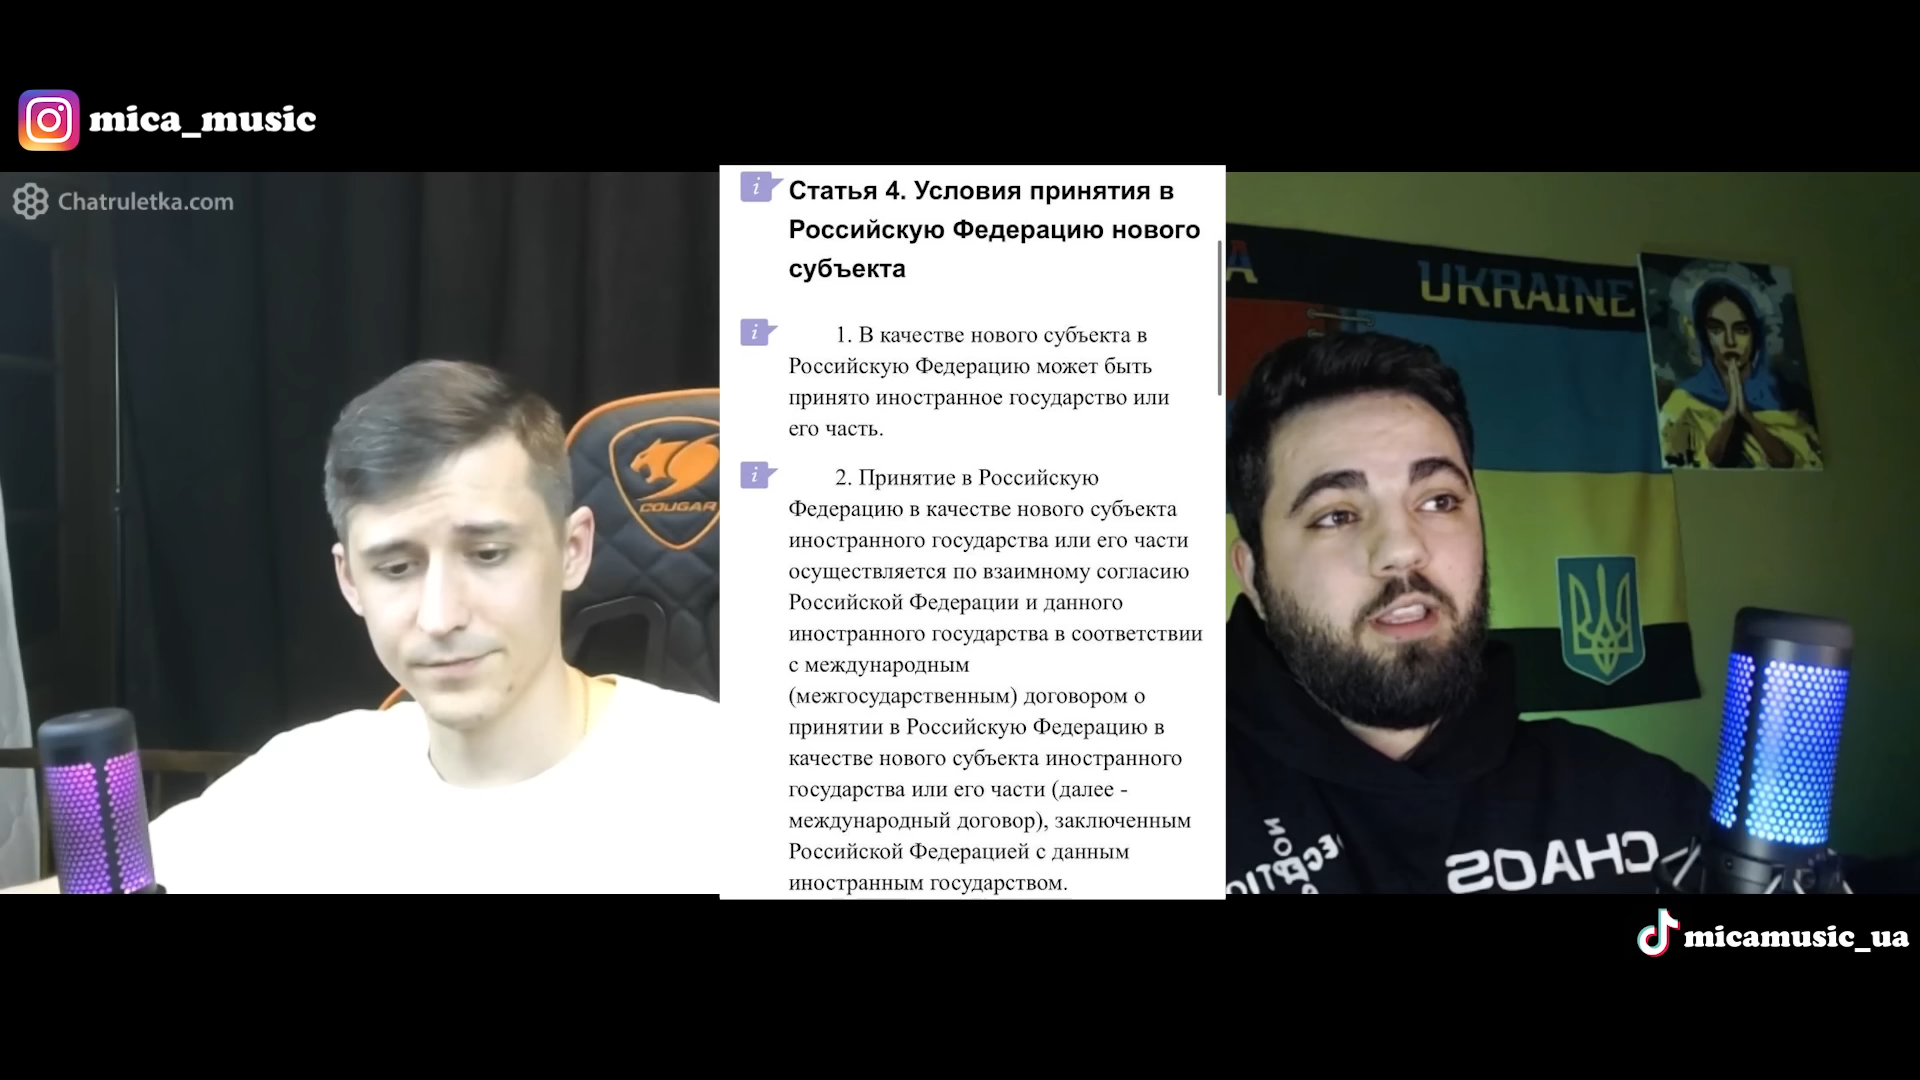 mica_music
Chatruletka.com
Статья 4. Условия принятия в
Российскую Федерацию нового
субъекта
1. В качестве нового субъекта в
Российскую Федерацию может быть
принято иностранное государство или
его часть.
2. Принятие в Российскую
Федерацию в качестве нового субъекта
иностранного государства или его части
осуществляется по взаимному согласию
Российской Федерации и данного
иностранного государства в соответствии
с международным
(межгосударственным) договором о
принятии в Российскую Федерацию в
качестве нового субъекта иностранного
государства или его части (далее -
международный договор), заключенным
Российской Федерацией с данным
иностранным государством.
COUGAR
UKRAINE
CHAOS
micamusic_ua